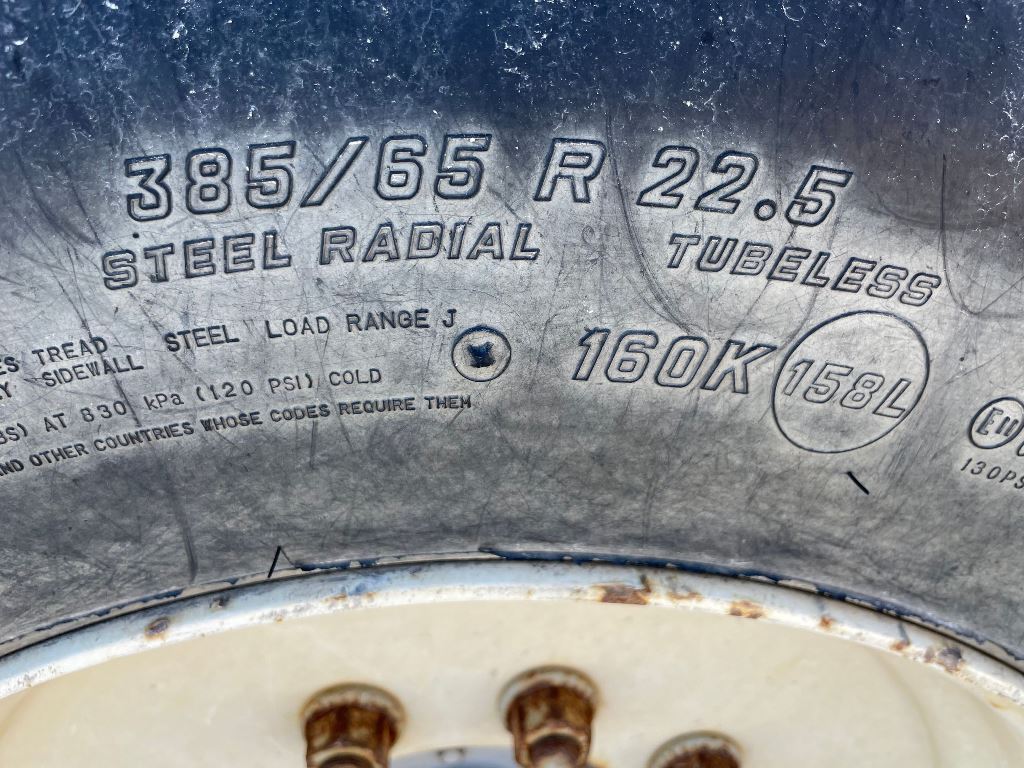 385/65 R 22.5
STEEL RADIAL TUBELESS
TREAD STEEL LOAD RANGE J
SIDEWALL
AT 830 kPa (120 PSI) COLD
AND OTHER COUNTRIES WHOSE CODES REQUIRE THEM
160K 158L
E11
130PS